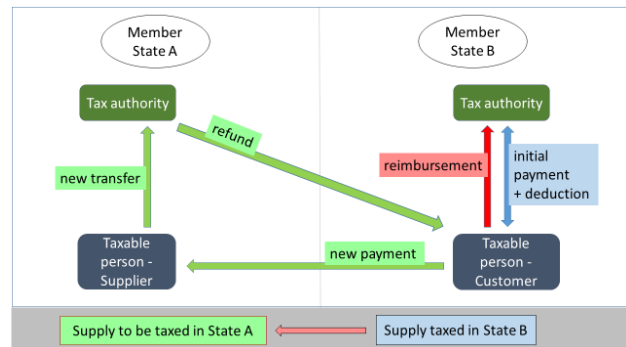 Member
State A
Member
State B
Tax authority
Tax authority
refund
new transfer
reimbursement
initial
payment
+ deduction
Taxable
person -
Supplier
new payment
Taxable
person -
Customer
Supply to be taxed in State A
Supply taxed in State B